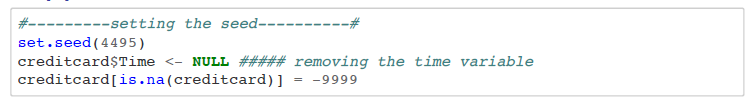 #---------setting the seed----------#
set.seed(4495)
creditcard$Time <- NULL ##### removing the time variable
creditcard[is.na(creditcard)] = -9999